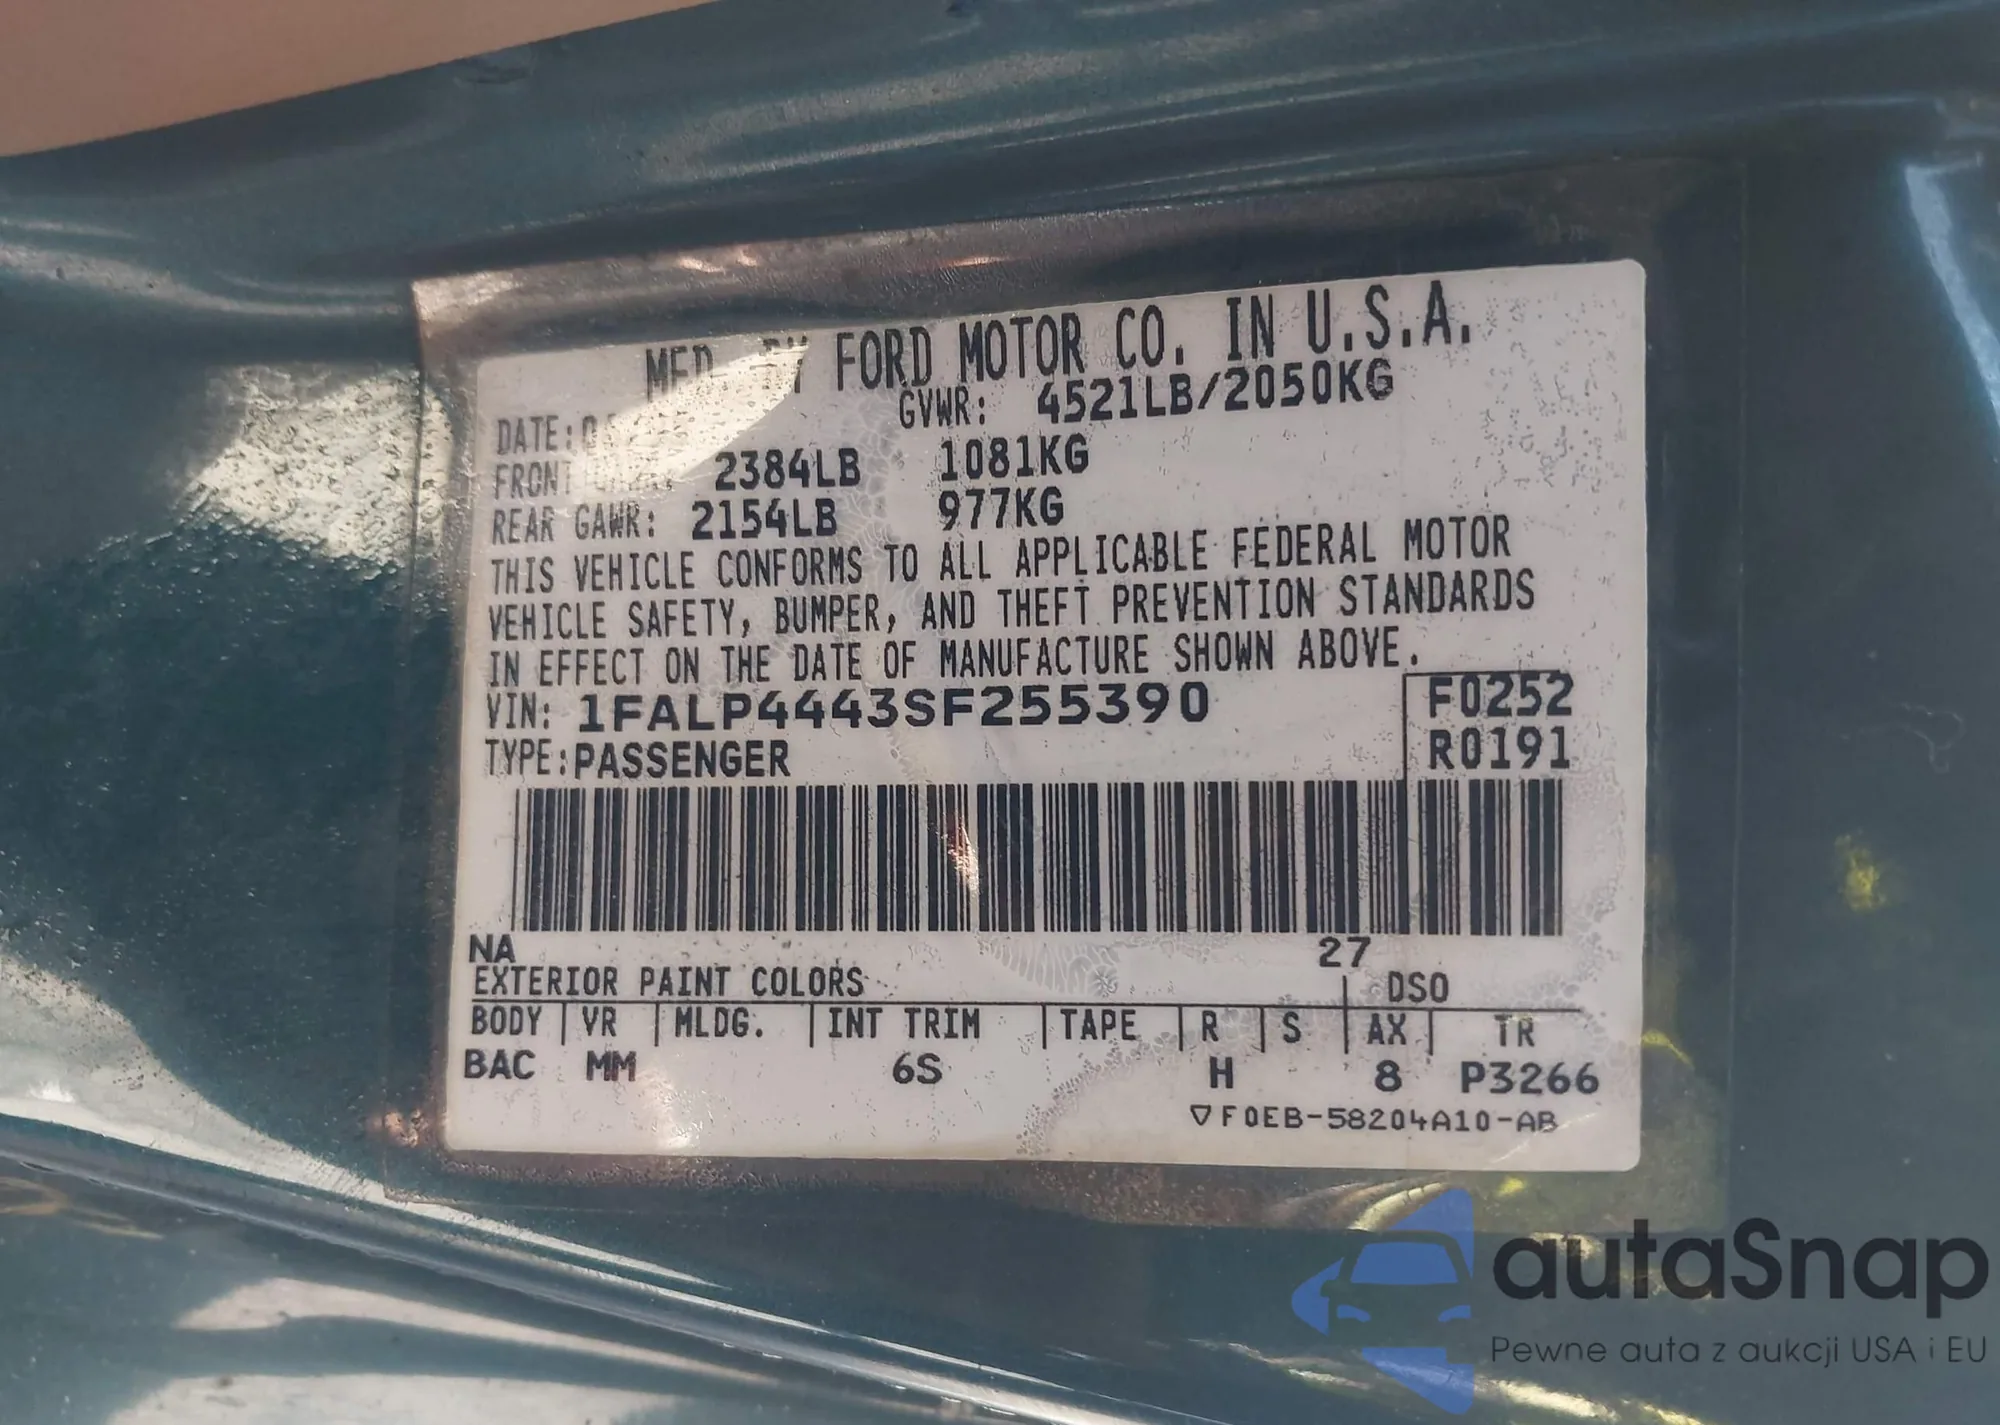 MFD. BY FORD MOTOR CO. IN U.S.A.
DATE: GVWR: 4521LB/2050KG
FRONT 2384LB 1081KG
REAR GAWR: 2154LB 977KG
THIS VEHICLE CONFORMS TO ALL APPLICABLE FEDERAL MOTOR
VEHICLE SAFETY, BUMPER, AND THEFT PREVENTION STANDARDS
IN EFFECT ON THE DATE OF MANUFACTURE SHOWN ABOVE.
VIN: 1FALP4443SF255390 F0252
TYPE: PASSENGER R0191
NA 27
EXTERIOR PAINT COLORS DSO
BODY VR MLDG. INT TRIM TAPE R S AX TR
BAC MM 6S H 8 P3266
▽F0EB-58204A10-AB
autaSnap
Pewne auta z aukcji USA i EU